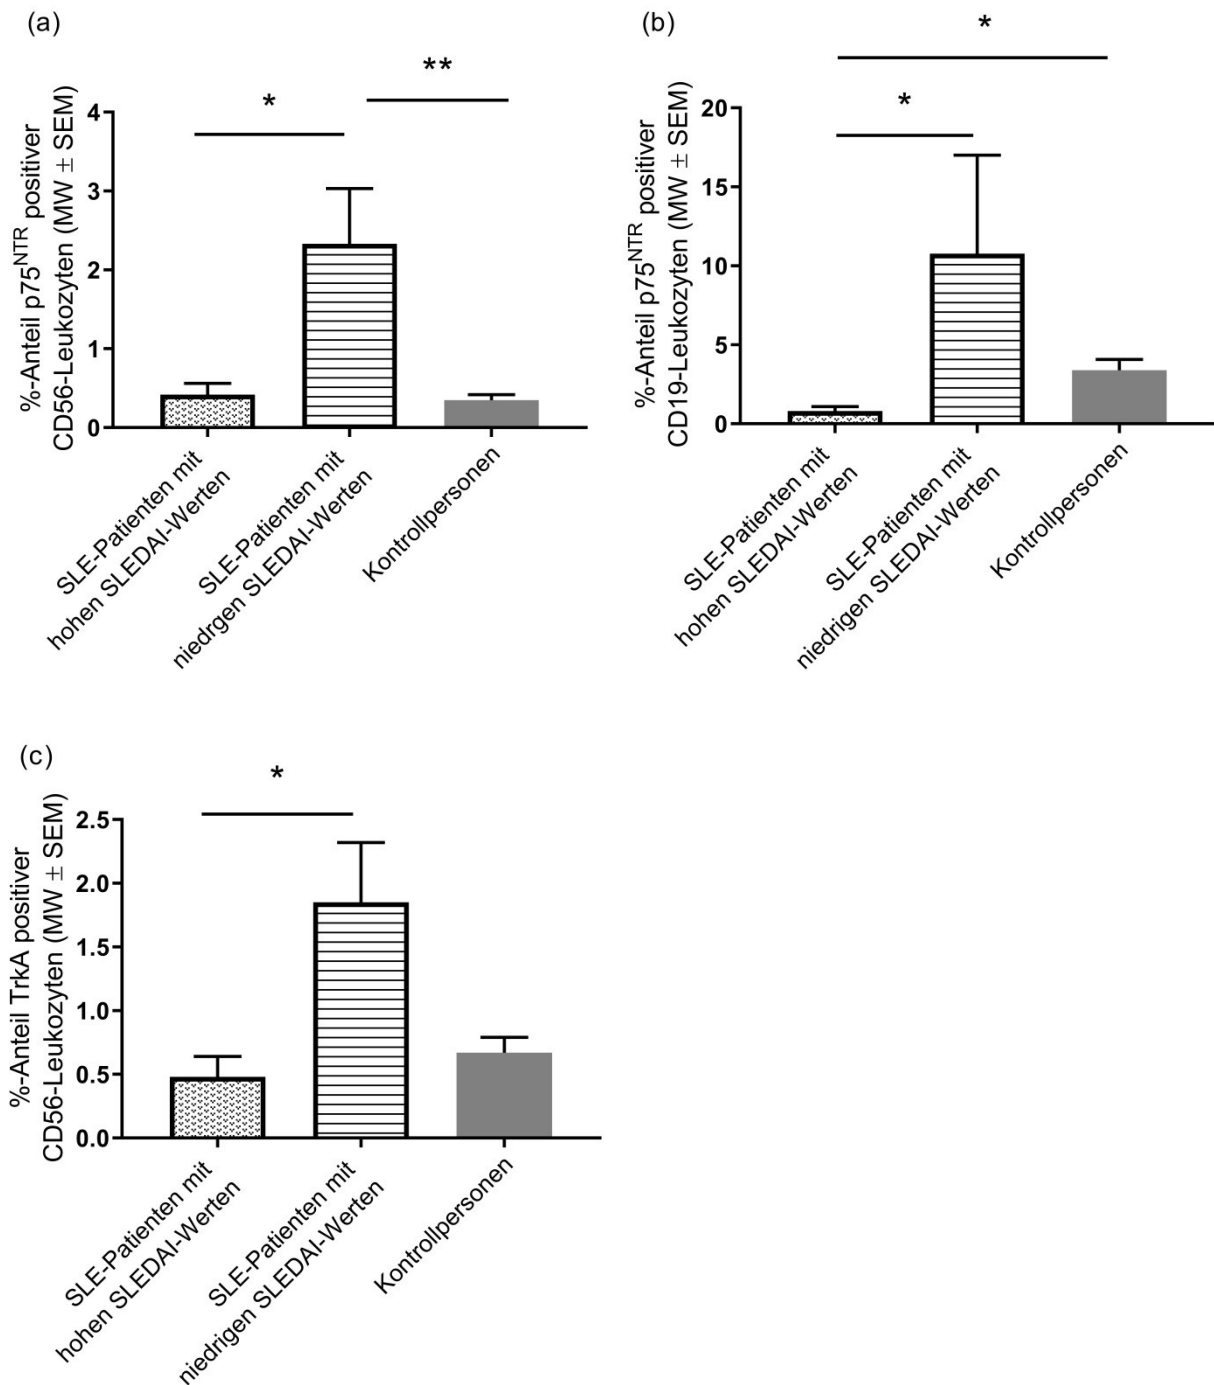 (a)
**
*
%-Anteil p75NTR positiver
CD56-Leukozyten (MW ± SEM)
4
3
2
1
0
SLE-Patienten mit
hohen SLEDAI-Werten
SLE-Patienten mit
niedrgen SLEDAI-Werten
Kontrollpersonen
(b)
*
*
%-Anteil p75NTR positiver
CD19-Leukozyten (MW ± SEM)
20
15
10
5
0
SLE-Patienten mit
hohen SLEDAI-Werten
SLE-Patienten mit
niedrigen SLEDAI-Werten
Kontrollpersonen
(c)
*
%-Anteil TrkA positiver
CD56-Leukozyten (MW ± SEM)
2.5
2.0
1.5
1.0
0.5
0.0
SLE-Patienten mit
hohen SLEDAI-Werten
SLE-Patienten mit
niedrigen SLEDAI-Werten
Kontrollpersonen